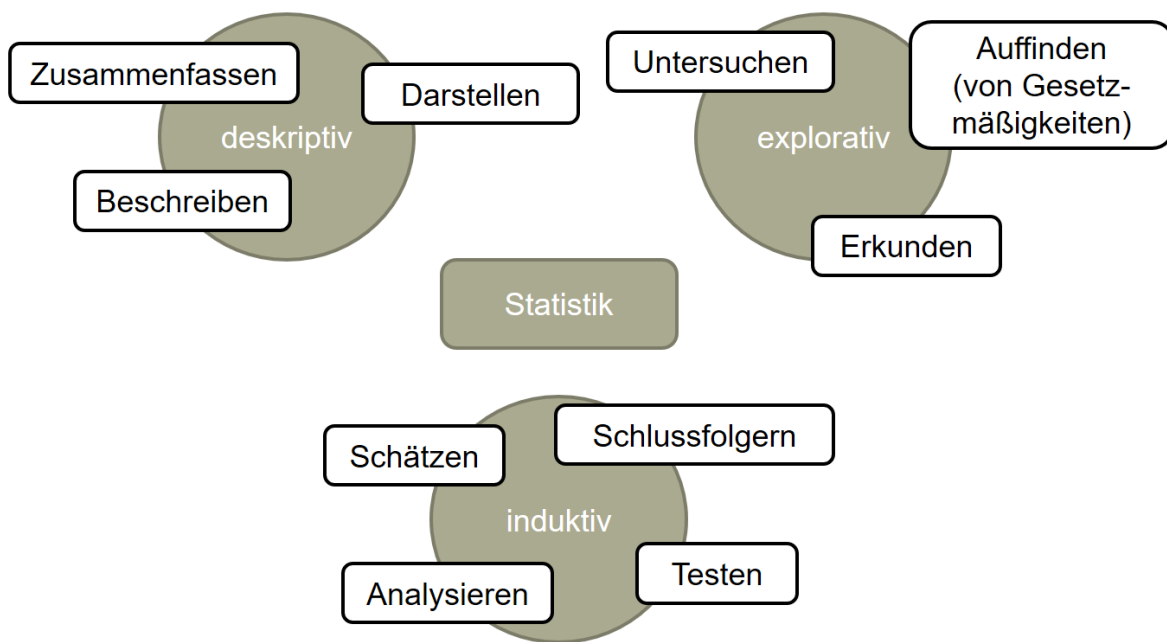 Zusammenfassen
Darstellen
deskriptiv
Beschreiben
Untersuchen
Auffinden
(von Gesetz-
mäßigkeiten)
explorativ
Erkunden
Statistik
Schlussfolgern
Schätzen
induktiv
Testen
Analysieren